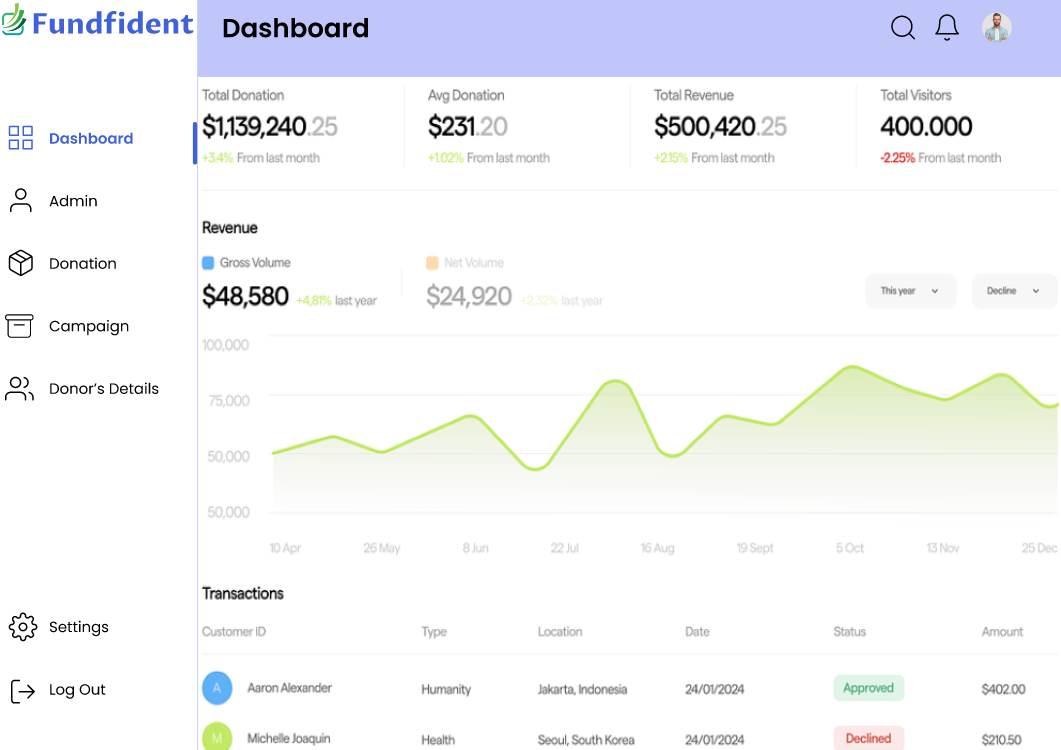 Fundfident
Dashboard
Dashboard
Admin
Donation
Campaign
Donor's Details
Settings
Log Out
Total Donation
$1,139,240.25
+3.4% From last month
Avg Donation
$231.20
+1.02% From last month
Total Revenue
$500,420.25
+2.15% From last month
Total Visitors
400.000
-2.25% From last month
Revenue
Gross Volume
$48,580 +4,81% last year
Net Volume
$24,920 +2,32% last year
This year
Decline
100,000
75,000
50,000
50,000
10 Apr 26 May 8 Jun 22 Jul 16 Aug 19 Sept 5 Oct 13 Nov 25 Dec
Transactions
Customer ID Type Location Date Status Amount
A Aaron Alexander Humanity Jakarta, Indonesia 24/01/2024 Approved $402.00
M Michelle Joaquin Health Seoul, South Korea 24/01/2024 Declined $210.50